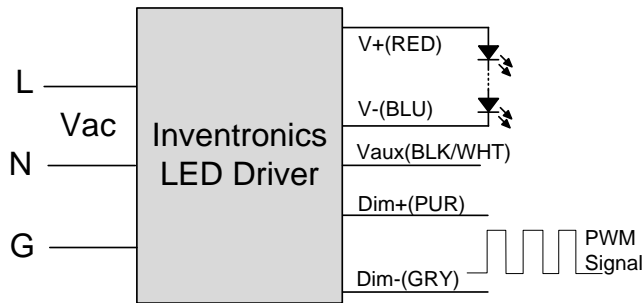 L
Vac
N
G
Inventronics
LED Driver
V+(RED)
V-(BLU)
Vaux(BLK/WHT)
Dim+(PUR)
Dim-(GRY)
PWM
Signal